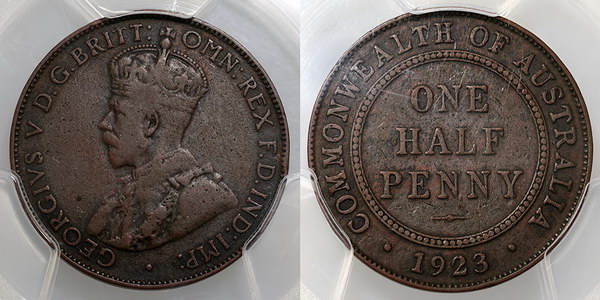 GEORGIVS V D.G.BRITT: OMN: REX F.D.IND:IMP:
COMMONWEALTH OF AUSTRALIA
ONE
HALF
PENNY
1923